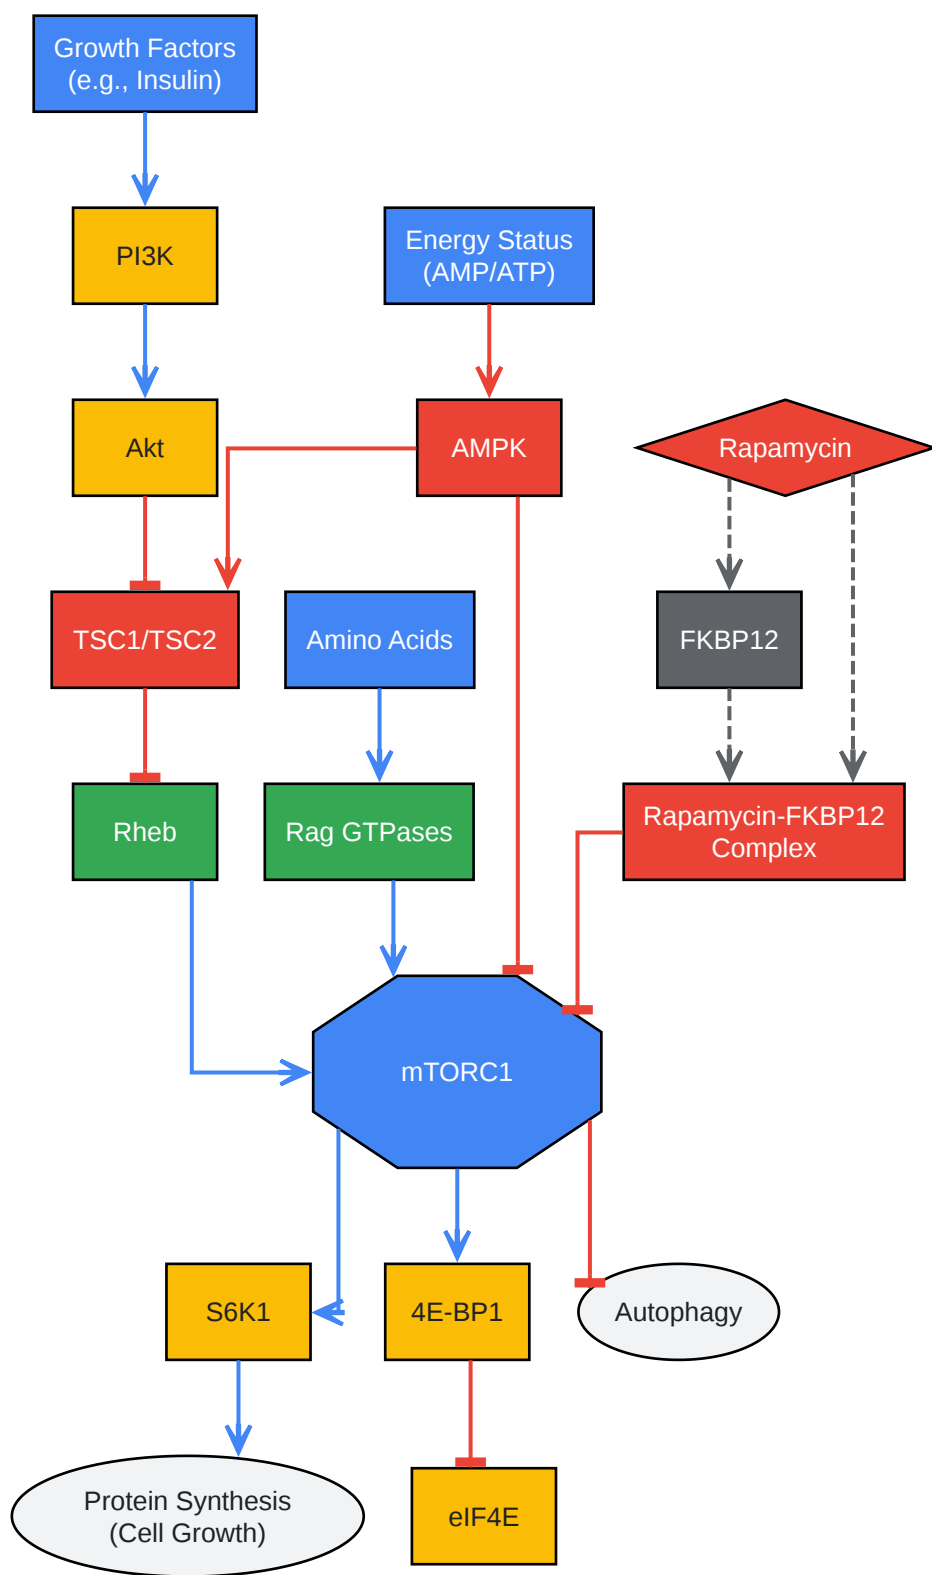 Growth Factors
(e.g., Insulin)
PI3K
Energy Status
(AMP/ATP)
Akt
AMPK
Rapamycin
TSC1/TSC2
Amino Acids
FKBP12
Rheb
Rag GTPases
Rapamycin-FKBP12
Complex
mTORC1
S6K1
4E-BP1
Autophagy
Protein Synthesis
(Cell Growth)
eIF4E